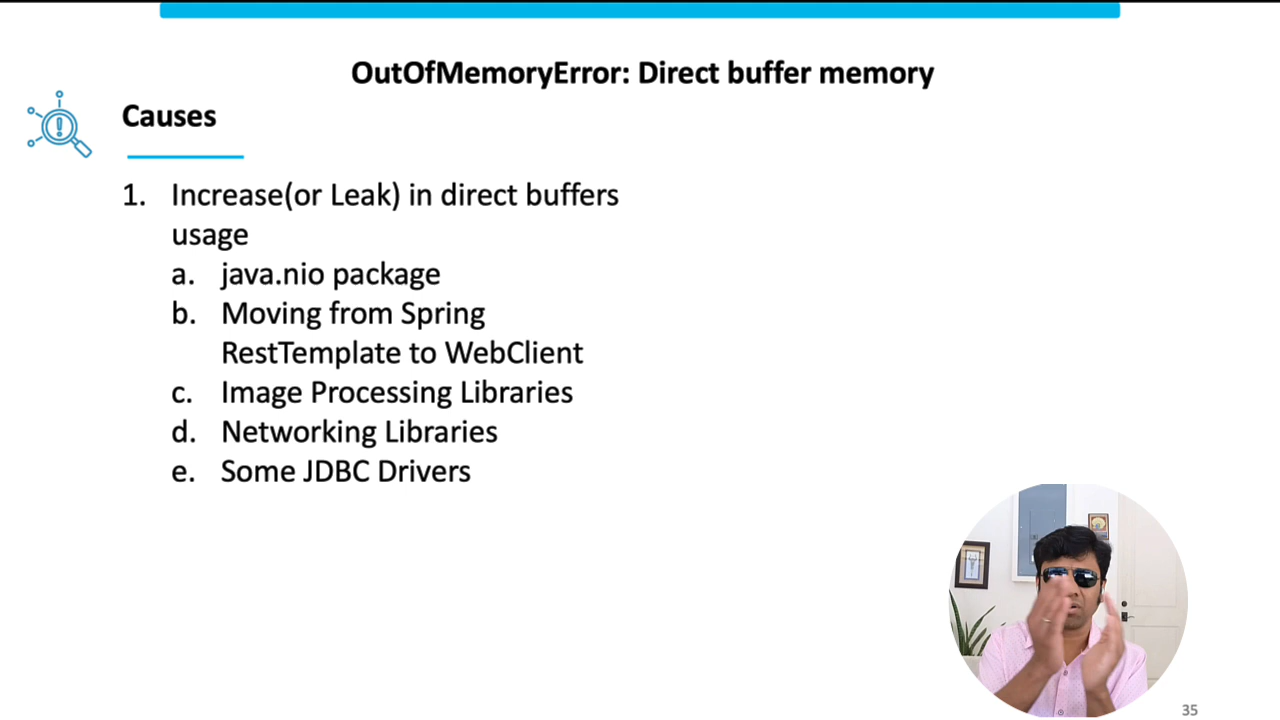 OutOfMemoryError: Direct buffer memory
Causes
1. Increase(or Leak) in direct buffers
usage
a. java.nio package
b. Moving from Spring
RestTemplate to WebClient
c. Image Processing Libraries
d. Networking Libraries
e. Some JDBC Drivers
35